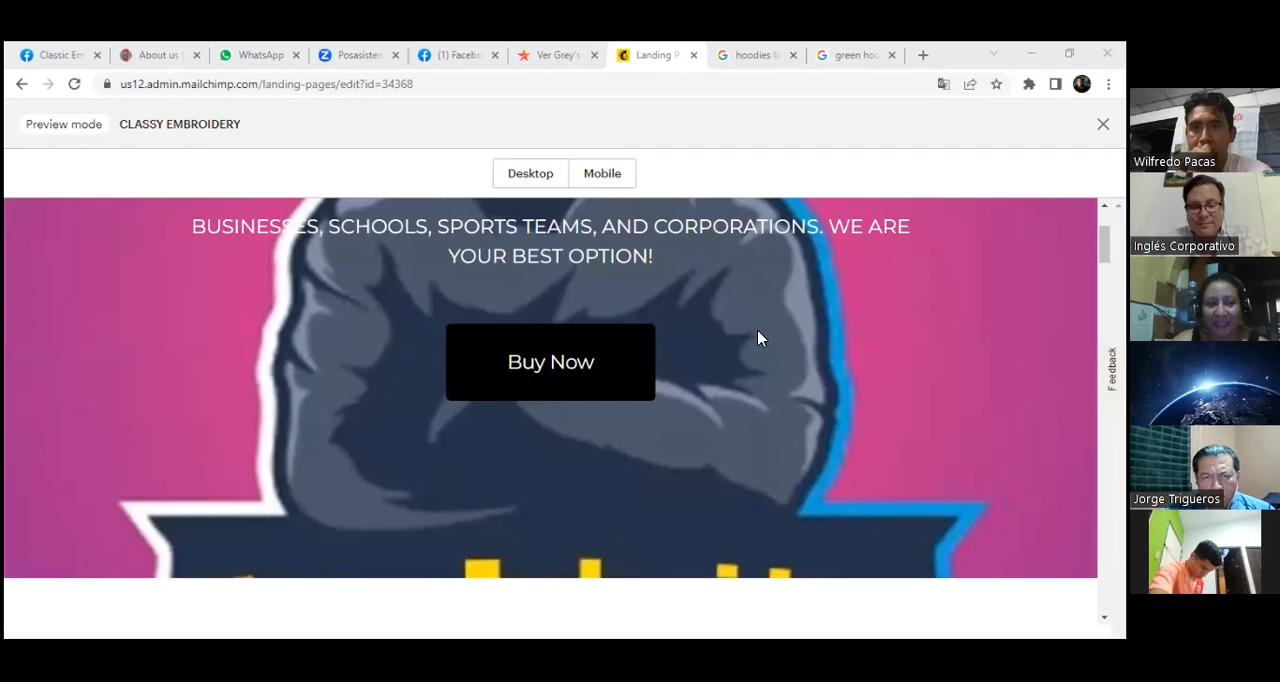 Classic Em
About us
WhatsApp
Posasisten
(1) Facebo
Ver Grey's
Landing P
hoodies lo
green hoo
us12.admin.mailchimp.com/landing-pages/edit?id=34368
Preview mode
CLASSY EMBROIDERY
Desktop
Mobile
BUSINESSES, SCHOOLS, SPORTS TEAMS, AND CORPORATIONS. WE ARE
YOUR BEST OPTION!
Buy Now
Feedback
Wilfredo Pacas
Inglés Corporativo
Jorge Trigueros